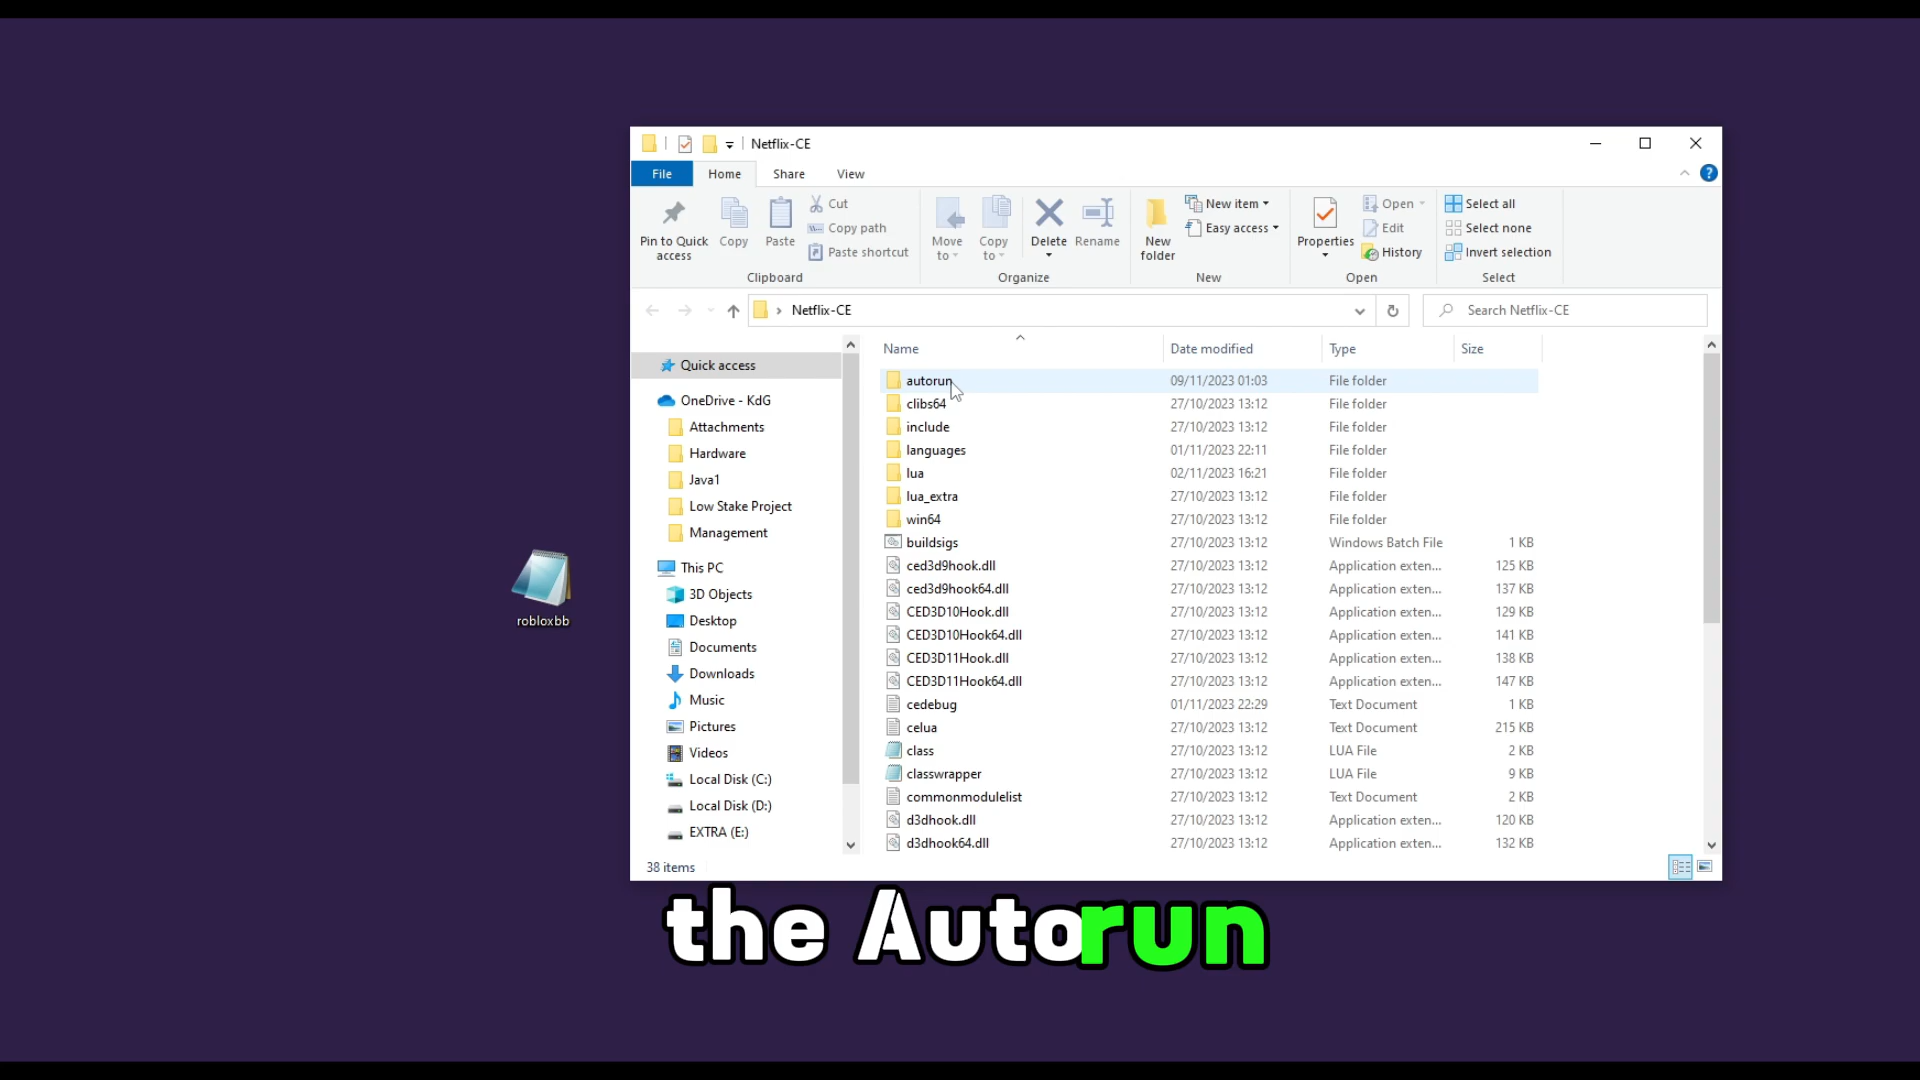 Netflix-CE
File Home Share View
Pin to Quick access
Copy
Paste
Cut
Copy path
Paste shortcut
Clipboard
Move to
Copy to
Delete
Rename
Organize
New folder
New item
Easy access
New
Properties
Open
Edit
History
Open
Select all
Select none
Invert selection
Select
Netflix-CE
Search Netflix-CE
Quick access
OneDrive - KdG
Attachments
Hardware
Java1
Low Stake Project
Management
This PC
3D Objects
Desktop
Documents
Downloads
Music
Pictures
Videos
Local Disk (C:)
Local Disk (D:)
EXTRA (E:)
Name Date modified Type Size
autorun 09/11/2023 01:03 File folder
clibs64 27/10/2023 13:12 File folder
include 27/10/2023 13:12 File folder
languages 01/11/2023 22:11 File folder
lua 02/11/2023 16:21 File folder
lua_extra 27/10/2023 13:12 File folder
win64 27/10/2023 13:12 File folder
buildsigs 27/10/2023 13:12 Windows Batch File 1 KB
ced3d9hook.dll 27/10/2023 13:12 Application exten... 125 KB
ced3d9hook64.dll 27/10/2023 13:12 Application exten... 137 KB
CED3D10Hook.dll 27/10/2023 13:12 Application exten... 129 KB
CED3D10Hook64.dll 27/10/2023 13:12 Application exten... 141 KB
CED3D11Hook.dll 27/10/2023 13:12 Application exten... 138 KB
CED3D11Hook64.dll 27/10/2023 13:12 Application exten... 147 KB
cedebug 01/11/2023 22:29 Text Document 1 KB
celua 27/10/2023 13:12 Text Document 215 KB
class 27/10/2023 13:12 LUA File 2 KB
classwrapper 27/10/2023 13:12 LUA File 9 KB
commonmodulelist 27/10/2023 13:12 Text Document 2 KB
d3dhook.dll 27/10/2023 13:12 Application exten... 120 KB
d3dhook64.dll 27/10/2023 13:12 Application exten... 132 KB
38 items
robloxbb
the Autorun